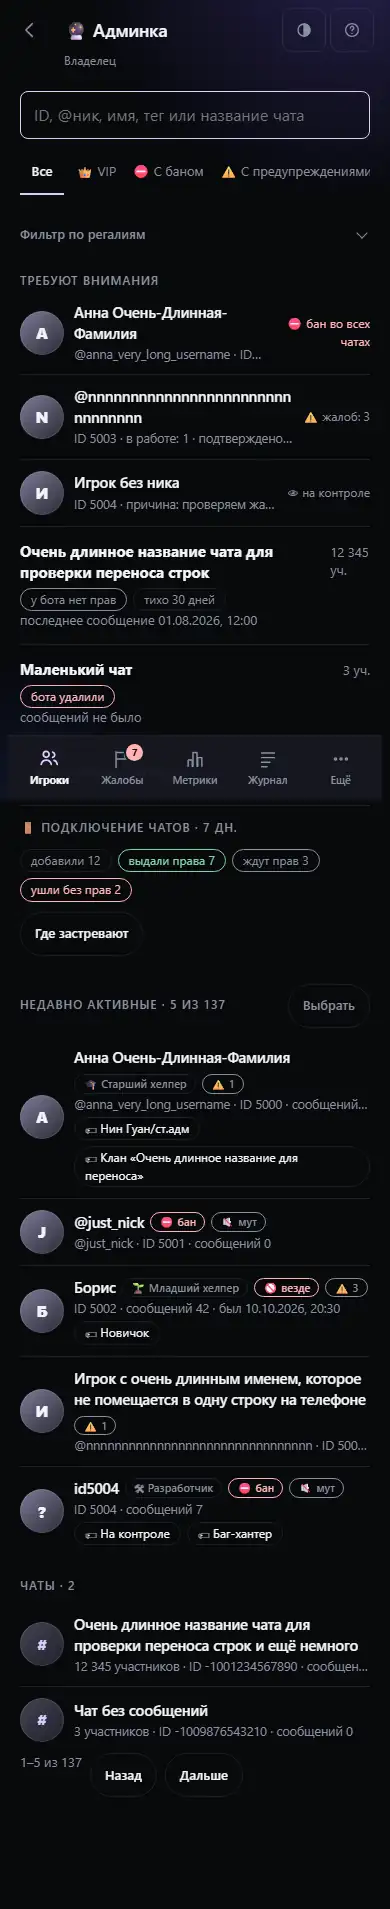 Админка
Владелец
ID, @ник, имя, тег или название чата
Все
VIP
С баном
С предупреждениями
Фильтр по регалиям
ТРЕБУЮТ ВНИМАНИЯ
А
Анна Очень-Длинная-
Фамилия
@anna_very_long_username · ID…
бан во всех
чатах
N
@nnnnnnnnnnnnnnnnnnnnnnnn
nnnnnnnn
ID 5003 · в работе: 1 · подтверждено…
жалоб: 3
И
Игрок без ника
ID 5004 · причина: проверяем жа…
на контроле
Очень длинное название чата для
проверки переноса строк
12 345
уч.
у бота нет прав
тихо 30 дней
последнее сообщение 01.08.2026, 12:00
Маленький чат
3 уч.
бота удалили
сообщений не было
7
Игроки
Жалобы
Метрики
Журнал
Ещё
ПОДКЛЮЧЕНИЕ ЧАТОВ · 7 ДН.
добавили 12
выдали права 7
ждут прав 3
ушли без прав 2
Где застревают
НЕДАВНО АКТИВНЫЕ · 5 ИЗ 137
Выбрать
А
Анна Очень-Длинная-Фамилия
Старший хелпер
1
@anna_very_long_username · ID 5000 · сообщений…
Нин Гуан/ст.адм
Клан «Очень длинное название для
переноса»
J
@just_nick
бан
мут
@just_nick · ID 5001 · сообщений 0
Б
Борис
Младший хелпер
везде
3
ID 5002 · сообщений 42 · был 10.10.2026, 20:30
Новичок
И
Игрок с очень длинным именем, которое
не помещается в одну строку на телефоне
1
@nnnnnnnnnnnnnnnnnnnnnnnnnnnnnnnn · ID 500…
?
id5004
Разработчик
бан
мут
ID 5004 · сообщений 7
На контроле
Баг-хантер
ЧАТЫ · 2
#
Очень длинное название чата для
проверки переноса строк и ещё немного
12 345 участников · ID -1001234567890 · сообщен…
#
Чат без сообщений
3 участников · ID -1009876543210 · сообщений 0
1–5 из 137
Назад
Дальше